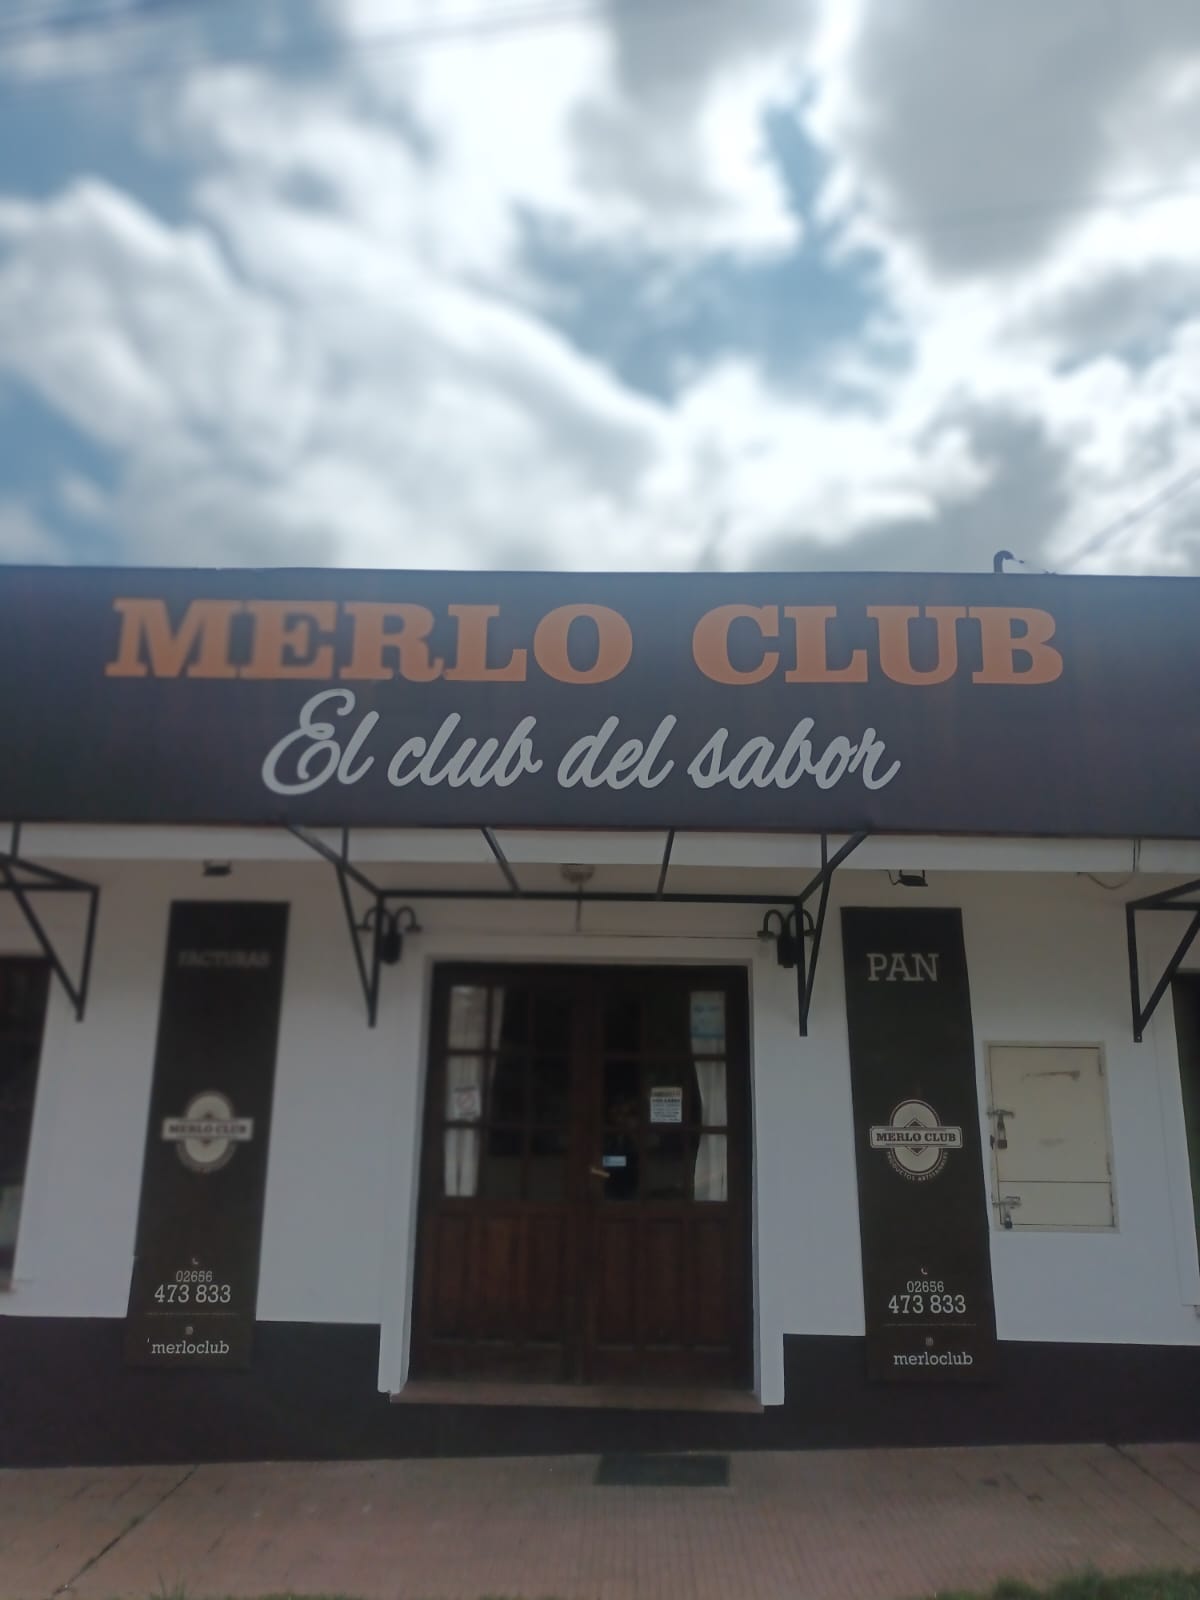 MERLO CLUB
El club del sabor
FACTURAS
MERLO CLUB
02656
473 833
merloclub
PAN
MERLO CLUB
PRODUCTOS ARTESANALES
02656
473 833
merloclub